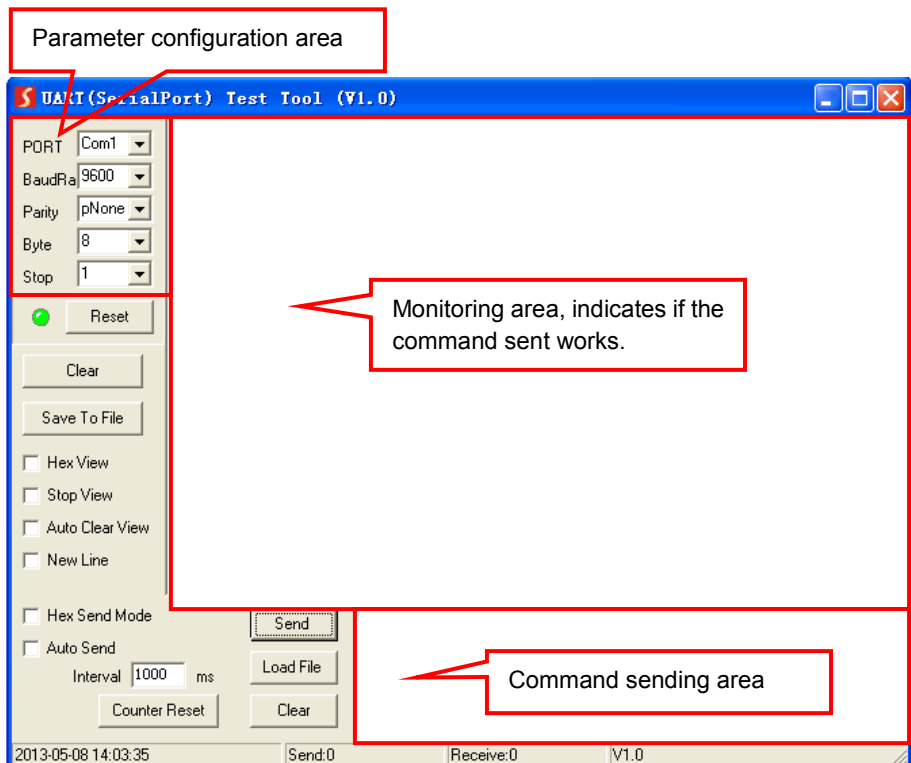 Parameter configuration area
UART(SerialPort) Test Tool (V1.0)
PORT Com1
BaudRa 9600
Parity pNone
Byte 8
Stop 1
Reset
Monitoring area, indicates if the
command sent works.
Clear
Save To File
Hex View
Stop View
Auto Clear View
New Line
Hex Send Mode
Send
Auto Send
Interval 1000 ms
Load File
Counter Reset
Clear
Command sending area
2013-05-08 14:03:35 Send:0 Receive:0 V1.0